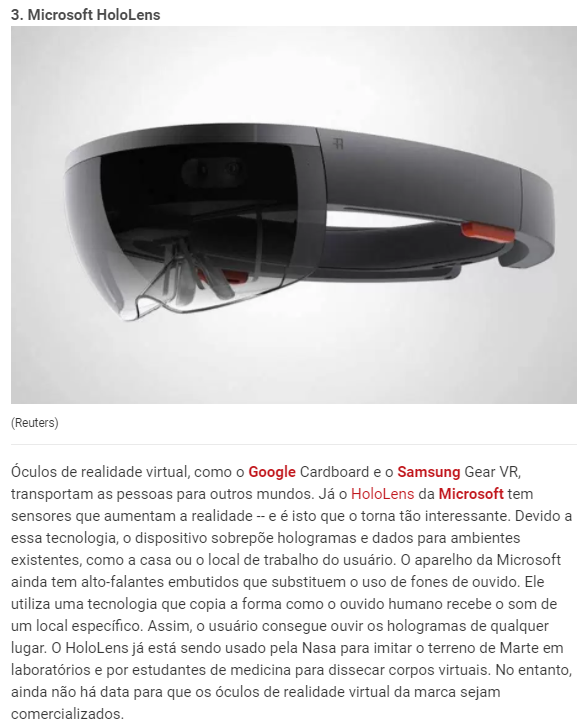 3. Microsoft HoloLens
(Reuters)
Óculos de realidade virtual, como o Google Cardboard e o Samsung Gear VR,
transportam as pessoas para outros mundos. Já o HoloLens da Microsoft tem
sensores que aumentam a realidade -- e é isto que o torna tão interessante. Devido a
essa tecnologia, o dispositivo sobrepõe hologramas e dados para ambientes
existentes, como a casa ou o local de trabalho do usuário. O aparelho da Microsoft
ainda tem alto-falantes embutidos que substituem o uso de fones de ouvido. Ele
utiliza uma tecnologia que copia a forma como o ouvido humano recebe o som de
um local específico. Assim, o usuário consegue ouvir os hologramas de qualquer
lugar. O HoloLens já está sendo usado pela Nasa para imitar o terreno de Marte em
laboratórios e por estudantes de medicina para dissecar corpos virtuais. No entanto,
ainda não há data para que os óculos de realidade virtual da marca sejam
comercializados.